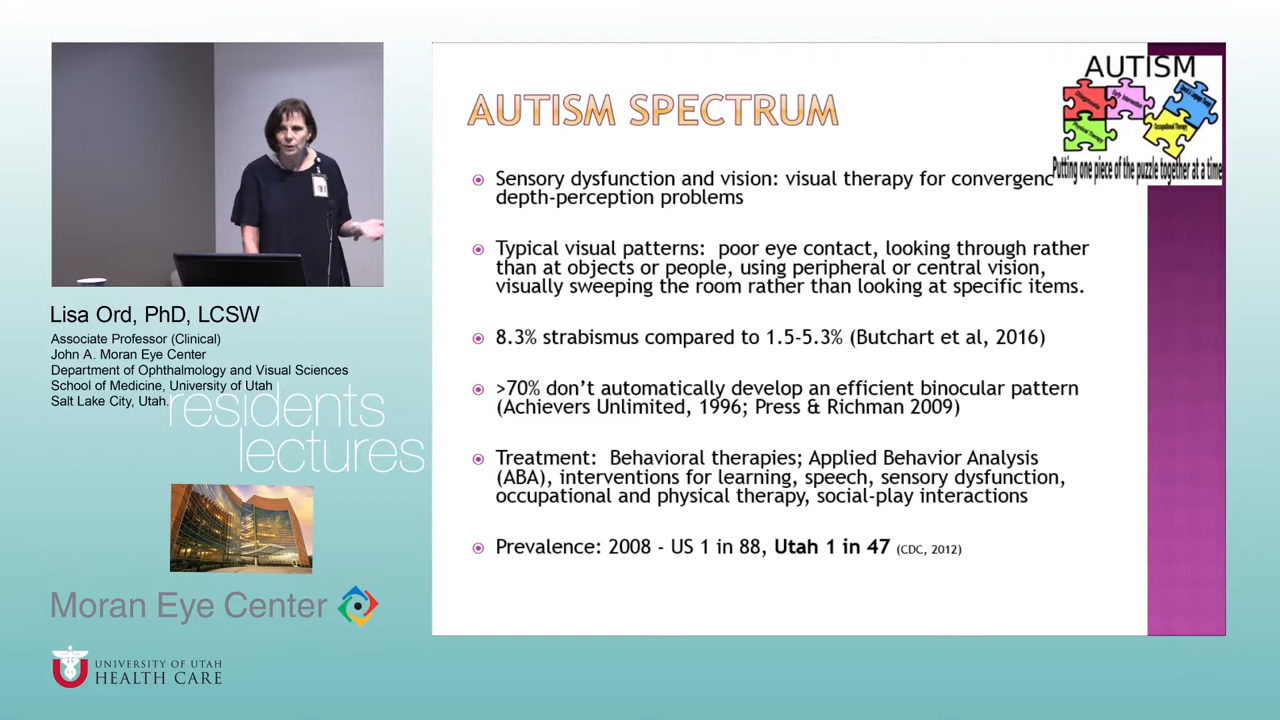 AUTISM
Early Intervention
Physical Therapy
Occupational Therapy
Putting one piece of the puzzle together at a time
AUTISM SPECTRUM
Sensory dysfunction and vision: visual therapy for convergenc
depth-perception problems
Typical visual patterns: poor eye contact, looking through rather
than at objects or people, using peripheral or central vision,
visually sweeping the room rather than looking at specific items.
8.3% strabismus compared to 1.5-5.3% (Butchart et al, 2016)
>70% don't automatically develop an efficient binocular pattern
(Achievers Unlimited, 1996; Press & Richman 2009)
Treatment: Behavioral therapies; Applied Behavior Analysis
(ABA), interventions for learning, speech, sensory dysfunction,
occupational and physical therapy, social-play interactions
Prevalence: 2008 - US 1 in 88, Utah 1 in 47 (CDC, 2012)
Lisa Ord, PhD, LCSW
Associate Professor (Clinical)
John A. Moran Eye Center
Department of Ophthalmology and Visual Sciences
School of Medicine, University of Utah
Salt Lake City, Utah.
residents
lectures
Moran Eye Center
UNIVERSITY OF UTAH
HEALTH CARE